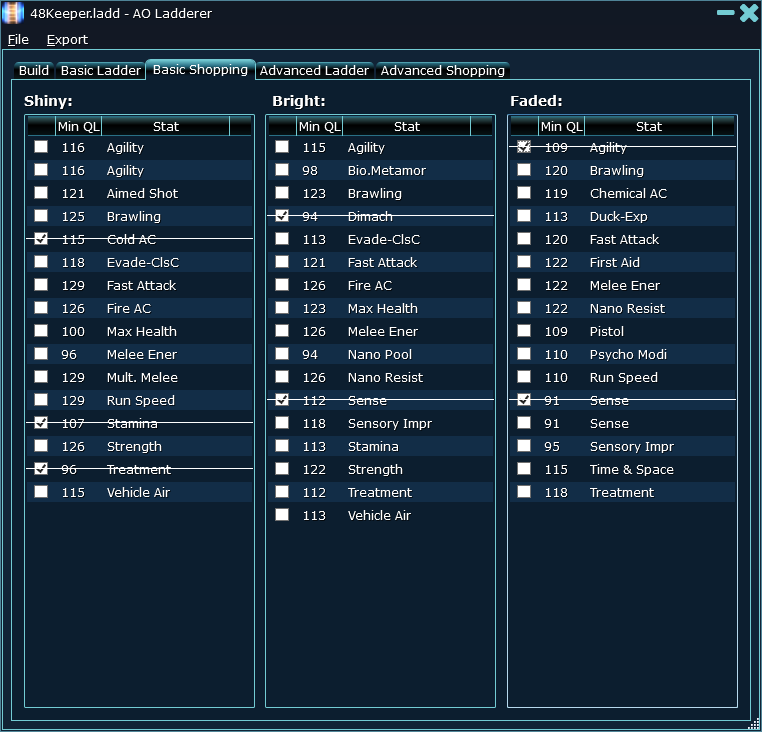 48Keeper.ladd - AO Ladderer
File Export
Build Basic Ladder Basic Shopping Advanced Ladder Advanced Shopping
Shiny:
Min QL Stat
116 Agility
116 Agility
121 Aimed Shot
125 Brawling
115 Cold AC
118 Evade-ClsC
129 Fast Attack
126 Fire AC
100 Max Health
96 Melee Ener
129 Mult. Melee
129 Run Speed
107 Stamina
126 Strength
96 Treatment
115 Vehicle Air
Bright:
Min QL Stat
115 Agility
98 Bio.Metamor
123 Brawling
94 Dimach
113 Evade-ClsC
121 Fast Attack
126 Fire AC
123 Max Health
126 Melee Ener
94 Nano Pool
126 Nano Resist
112 Sense
118 Sensory Impr
113 Stamina
122 Strength
112 Treatment
113 Vehicle Air
Faded:
Min QL Stat
109 Agility
120 Brawling
119 Chemical AC
113 Duck-Exp
120 Fast Attack
122 First Aid
122 Melee Ener
122 Nano Resist
109 Pistol
110 Psycho Modi
110 Run Speed
91 Sense
91 Sense
95 Sensory Impr
115 Time & Space
118 Treatment